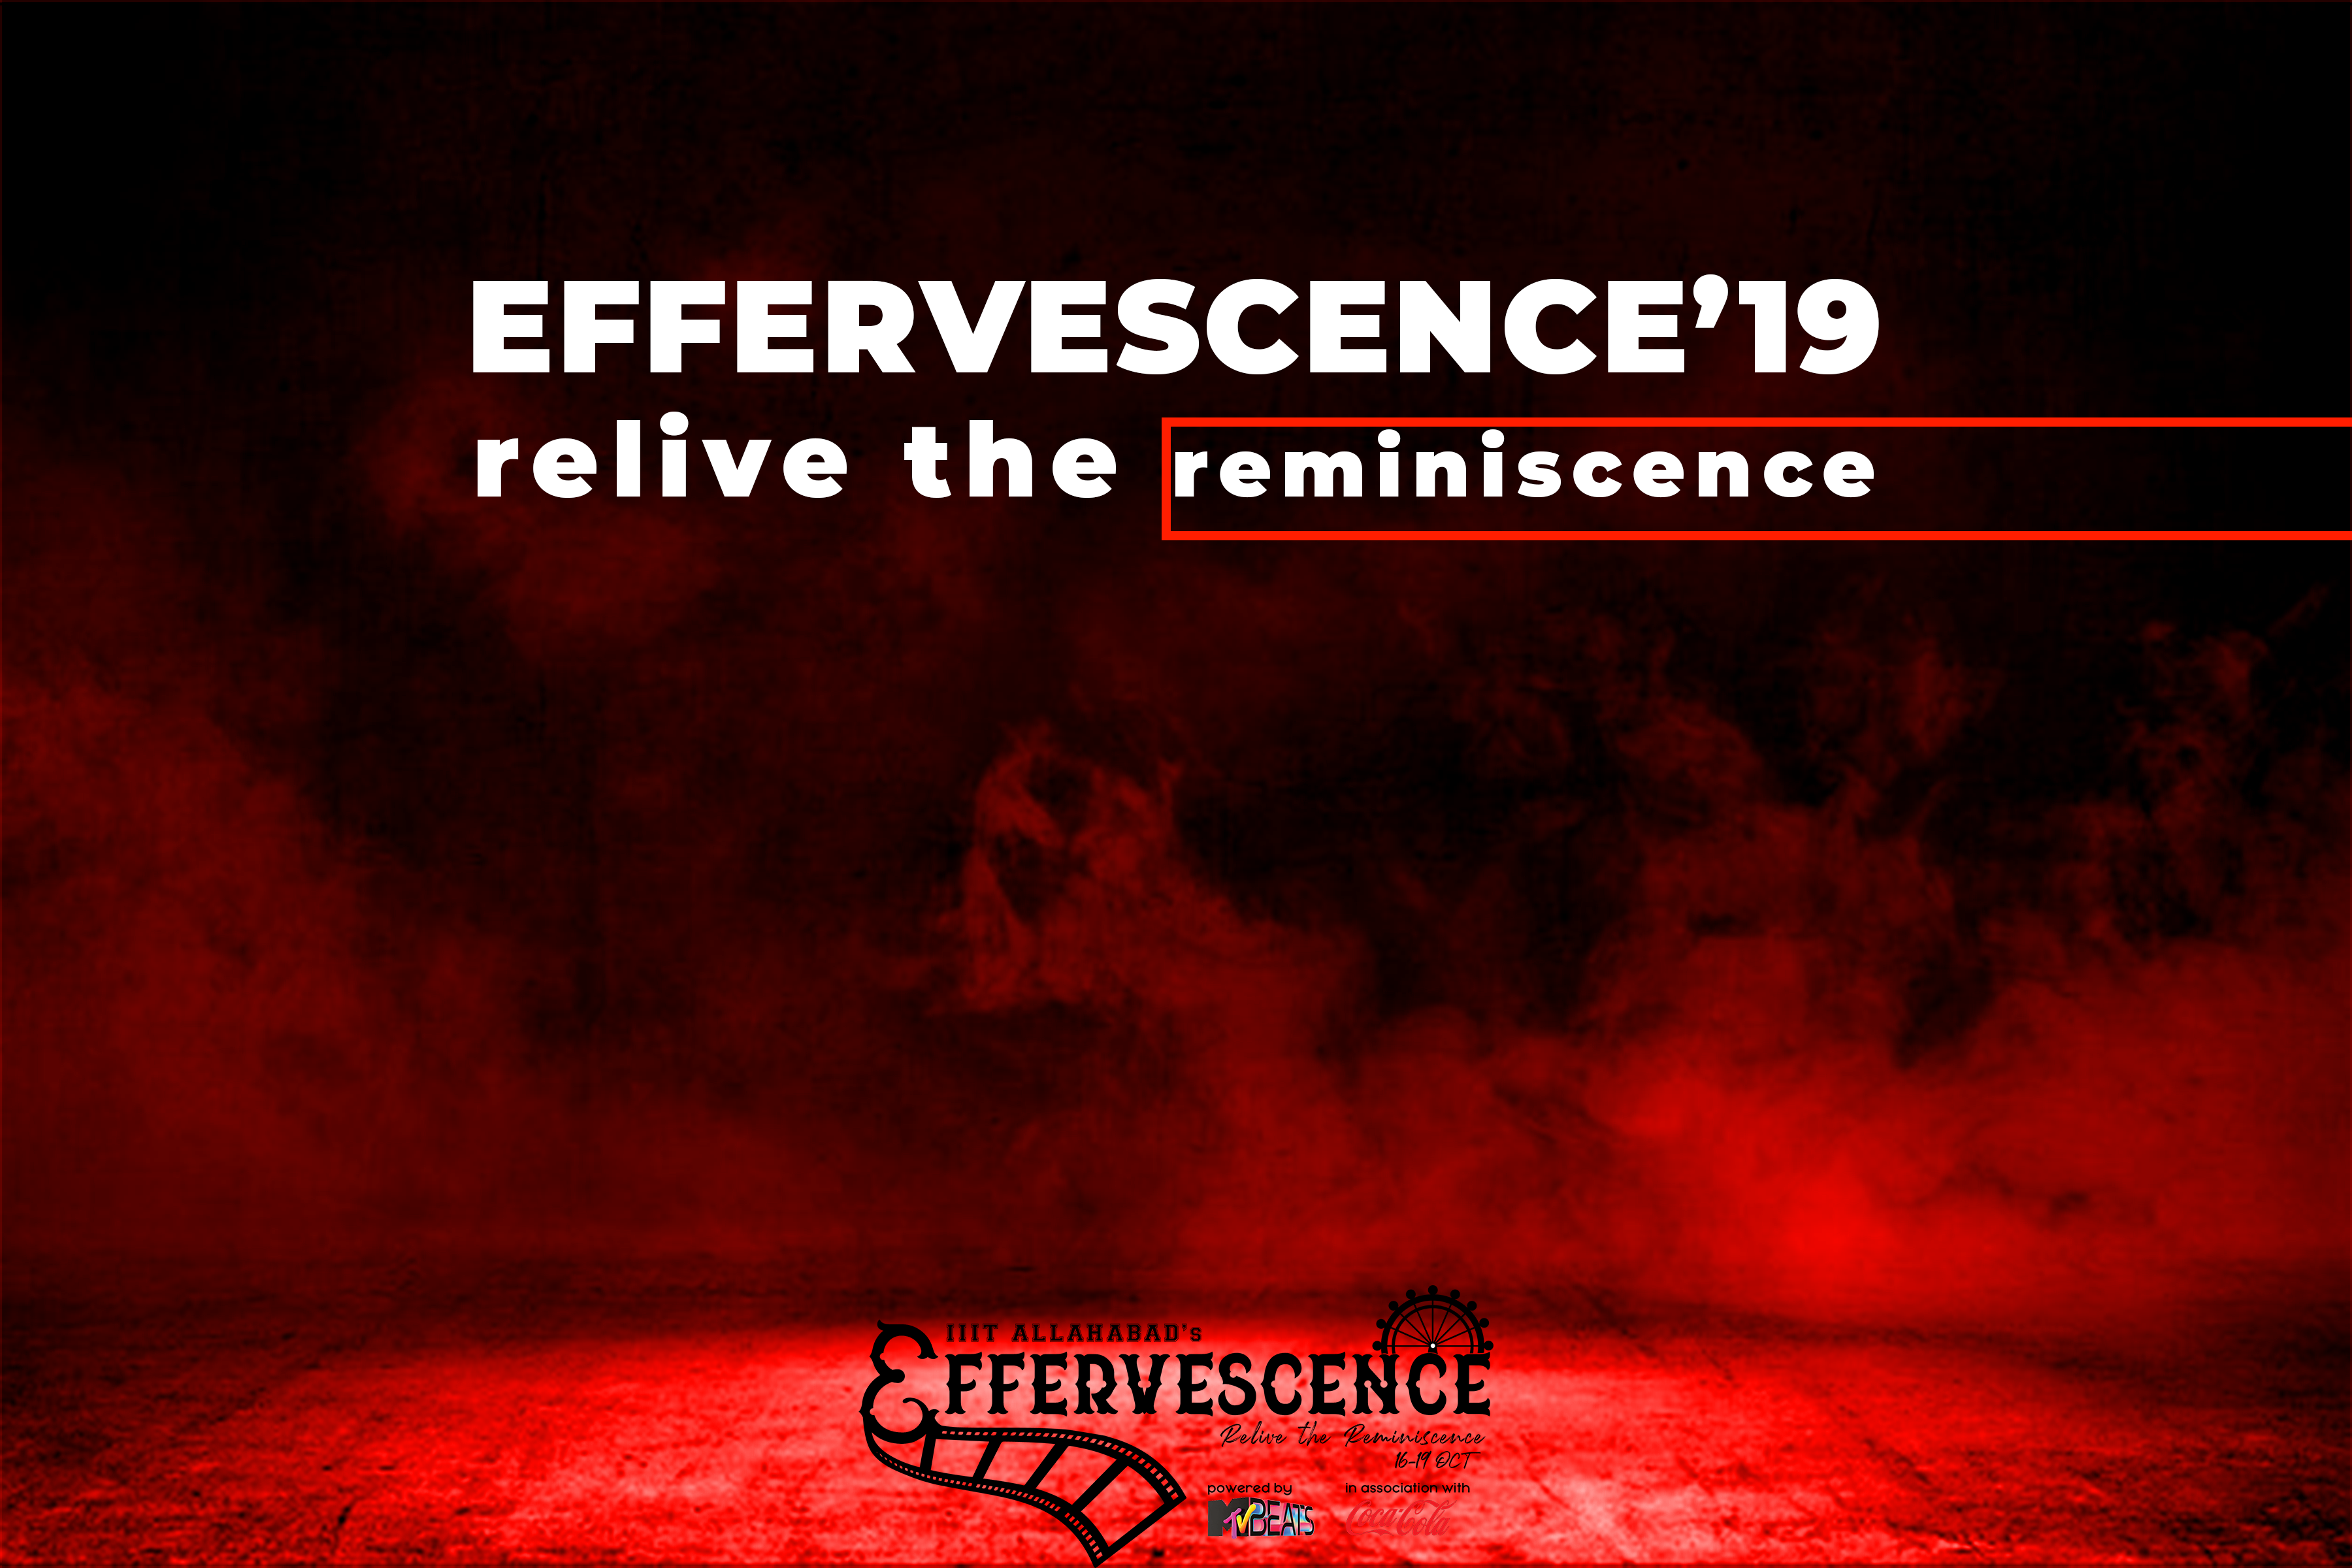 EFFERVESCENCE’19
relive the reminiscence
IIIT ALLAHABAD's
EFFERVESCENCE
Relive the Reminiscence
16-19 OCT
powered by in association with
MTV BEATS Coca-Cola